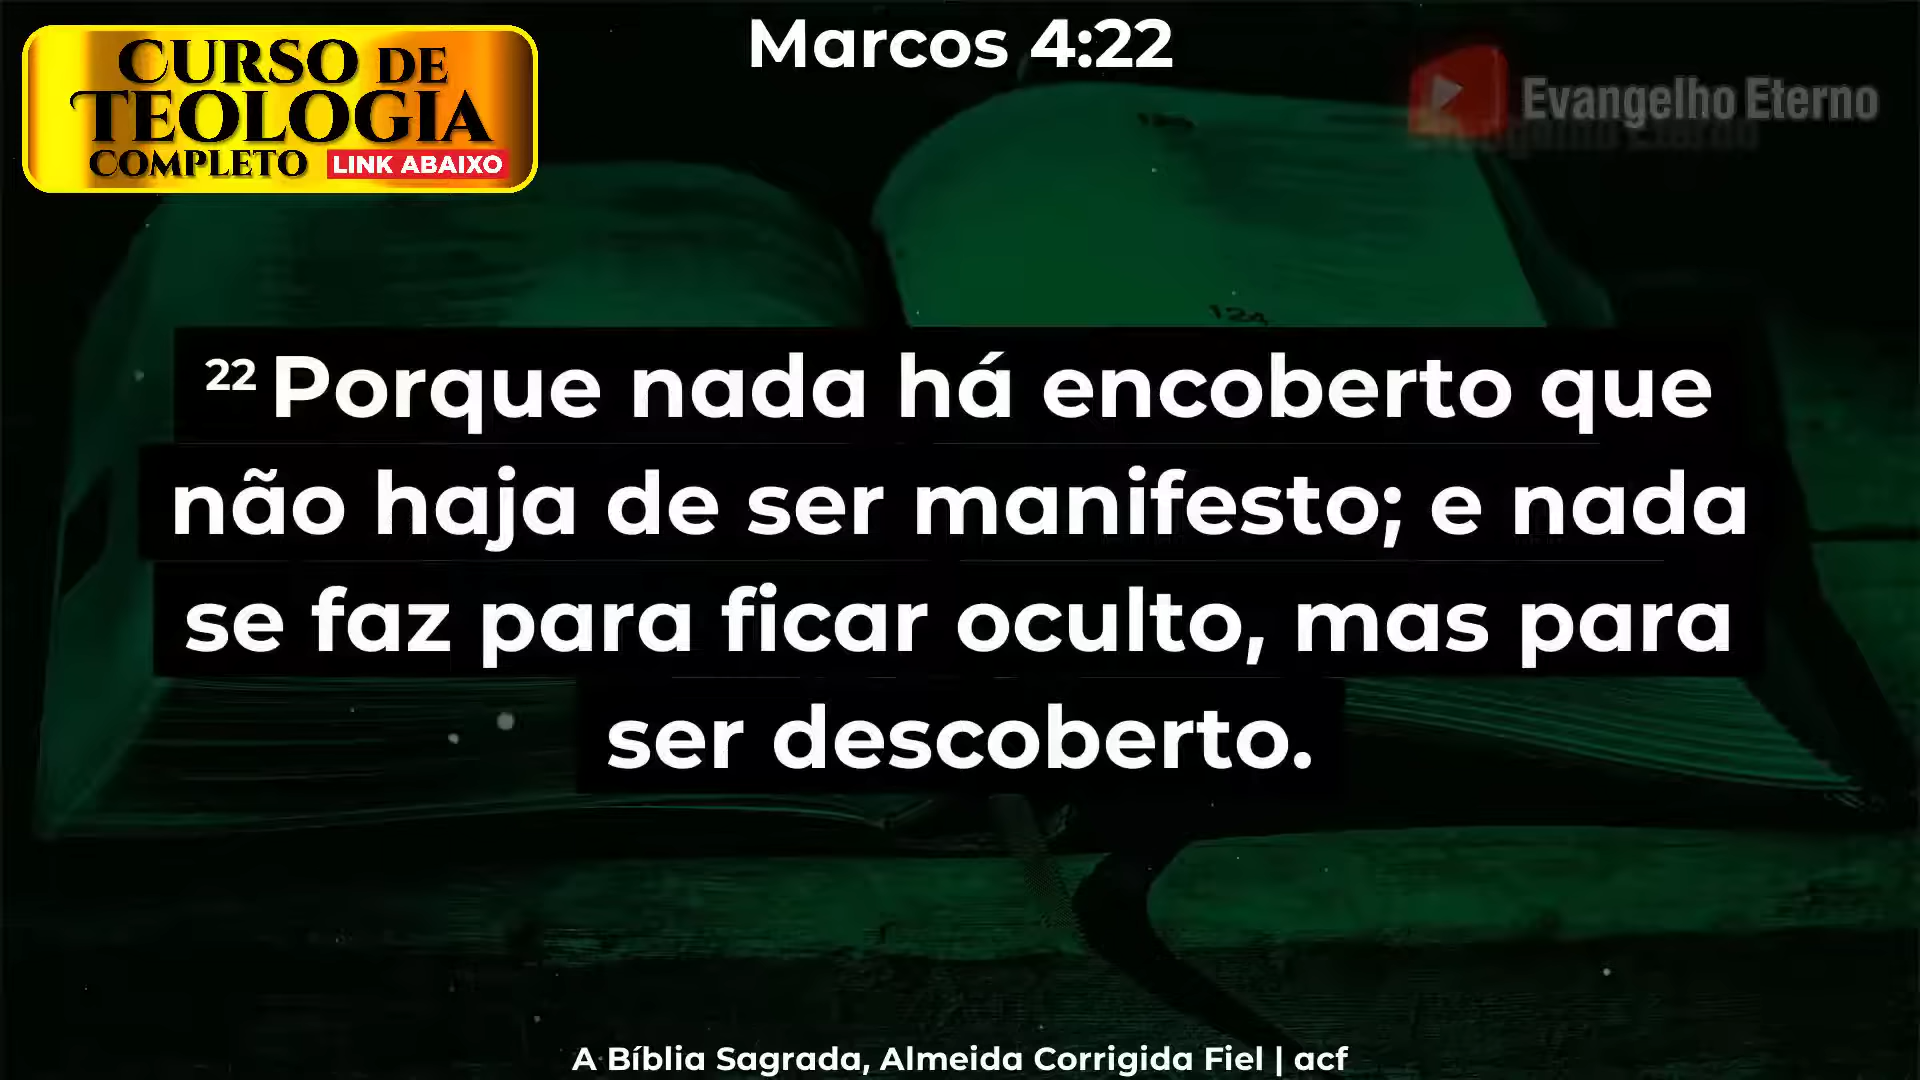 Marcos 4:22
CURSO DE
TEOLOGIA
COMPLETO LINK ABAIXO
Evangelho Eterno
124
22 Porque nada há encoberto que
não haja de ser manifesto; e nada
se faz para ficar oculto, mas para
ser descoberto.
A Bíblia Sagrada, Almeida Corrigida Fiel | acf